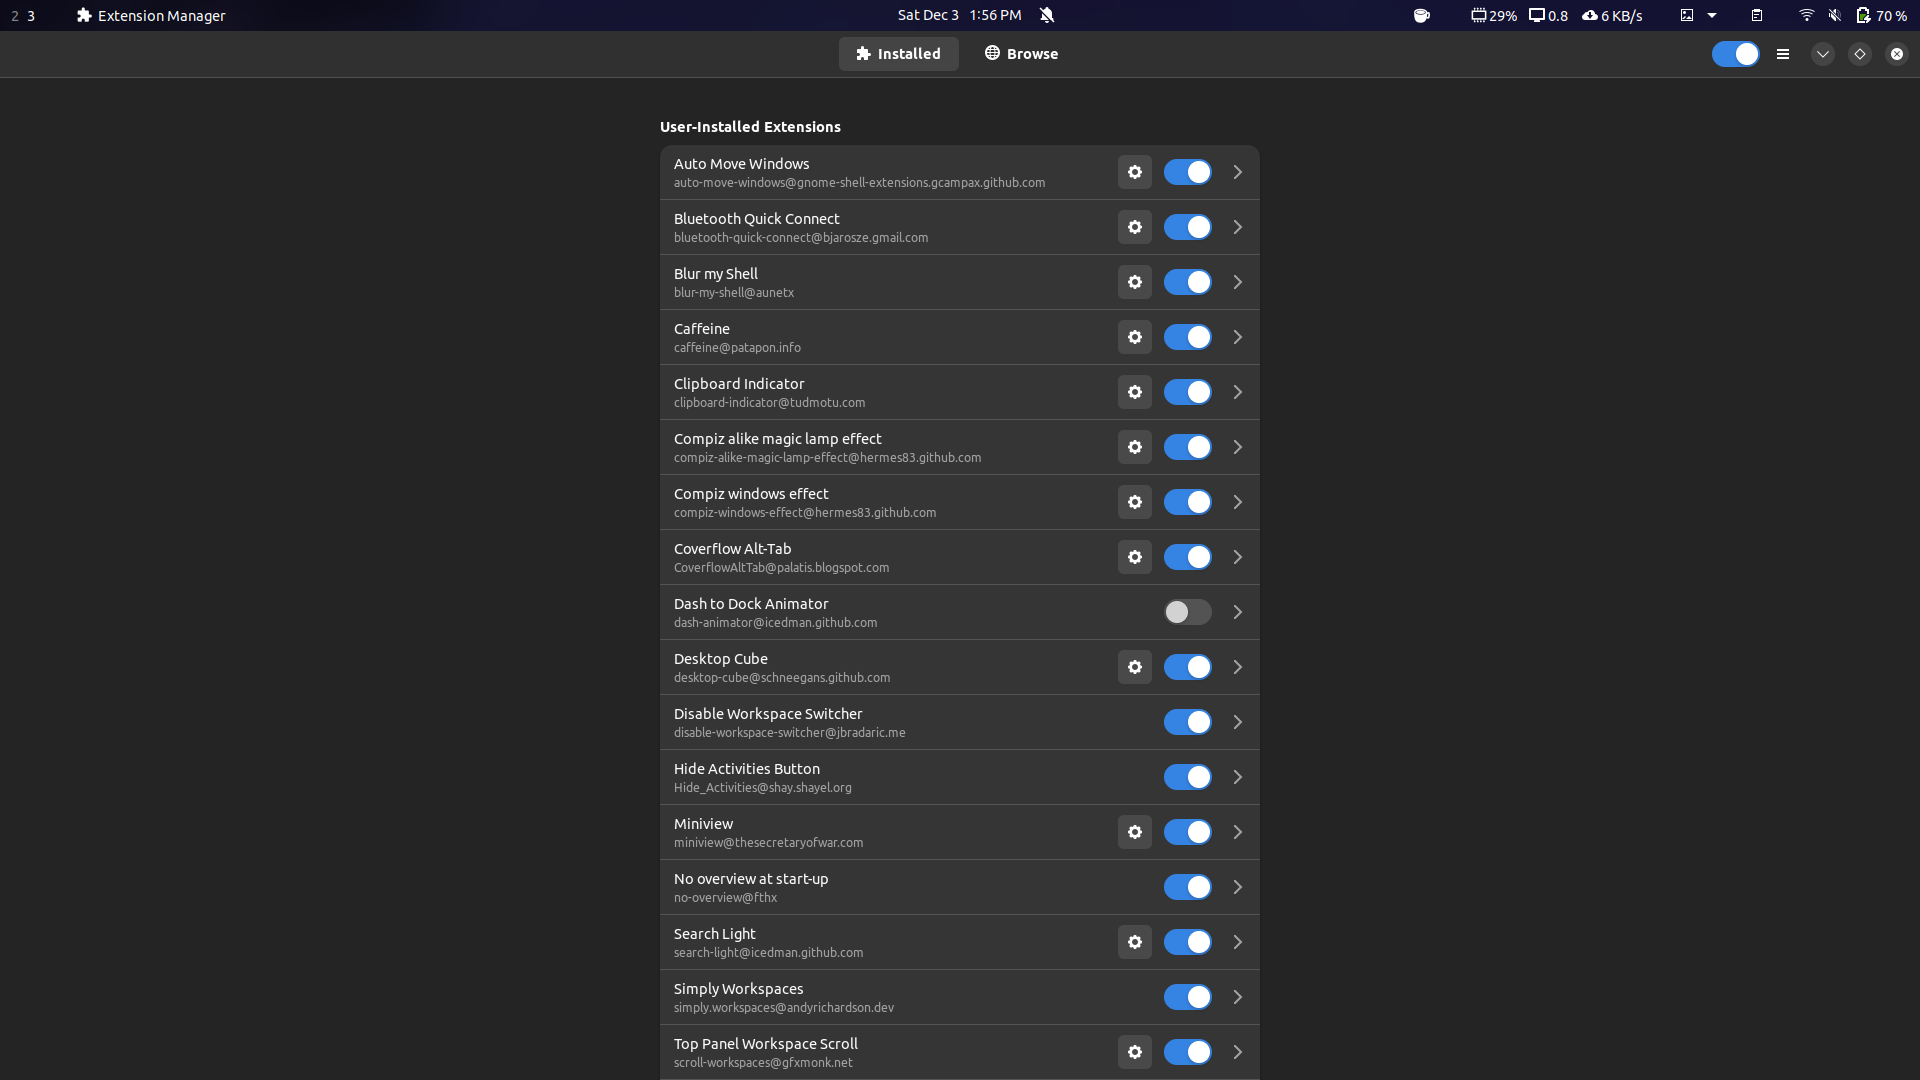 2 3 Extension Manager Sat Dec 3 1:56 PM 29% 0.8 6 KB/s 70 %
Installed Browse
User-Installed Extensions
Auto Move Windows
auto-move-windows@gnome-shell-extensions.gcampax.github.com
Bluetooth Quick Connect
bluetooth-quick-connect@bjarosze.gmail.com
Blur my Shell
blur-my-shell@aunetx
Caffeine
caffeine@patapon.info
Clipboard Indicator
clipboard-indicator@tudmotu.com
Compiz alike magic lamp effect
compiz-alike-magic-lamp-effect@hermes83.github.com
Compiz windows effect
compiz-windows-effect@hermes83.github.com
Coverflow Alt-Tab
CoverflowAltTab@palatis.blogspot.com
Dash to Dock Animator
dash-animator@icedman.github.com
Desktop Cube
desktop-cube@schneegans.github.com
Disable Workspace Switcher
disable-workspace-switcher@jbradaric.me
Hide Activities Button
Hide_Activities@shay.shayel.org
Miniview
miniview@thesecretaryofwar.com
No overview at start-up
no-overview@fthx
Search Light
search-light@icedman.github.com
Simply Workspaces
simply.workspaces@andyrichardson.dev
Top Panel Workspace Scroll
scroll-workspaces@gfxmonk.net